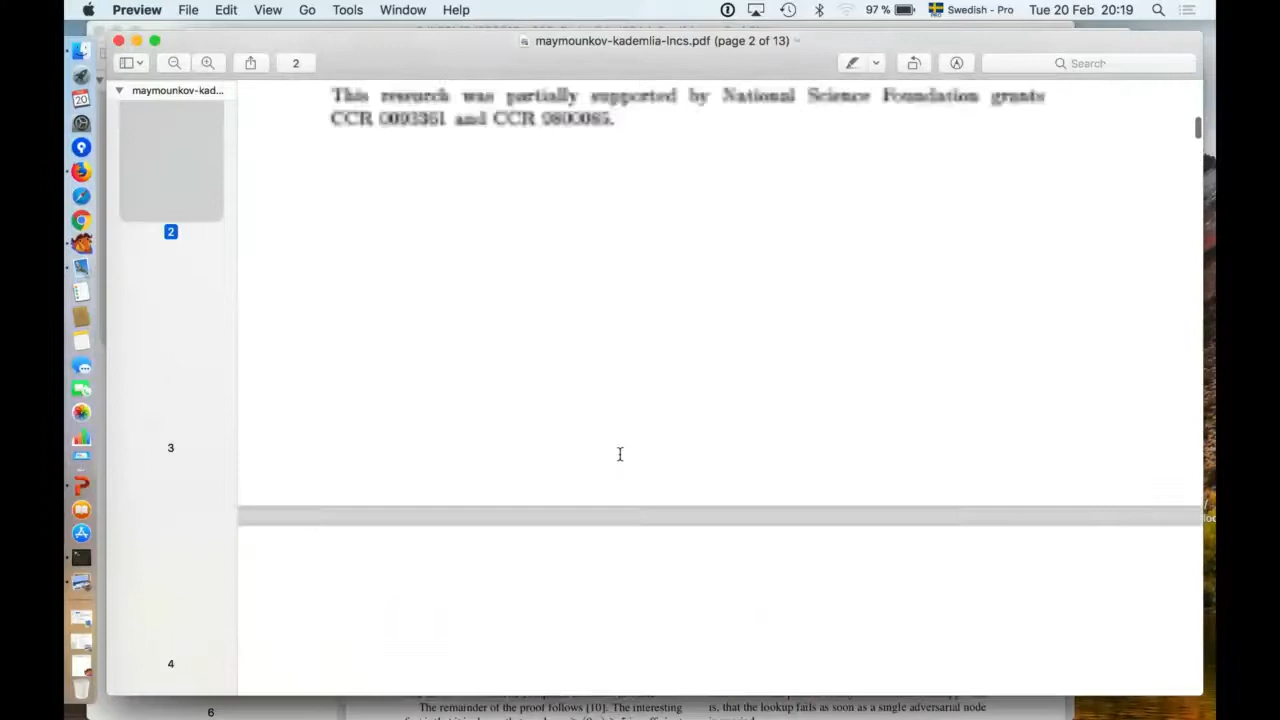 Preview File Edit View Go Tools Window Help 97 % Swedish - Pro Tue 20 Feb 20:19
PRO
20
maymounkov-kademlia-lncs.pdf (page 2 of 13)
2
Search
maymounkov-kad...
2
3
4
This research was partially supported by National Science Foundation grants
CCR 0093361 and CCR 9800085.
6
The remainder of the proof follows [10]. The interesting
is, that the lookup fails as soon as a single adversarial node